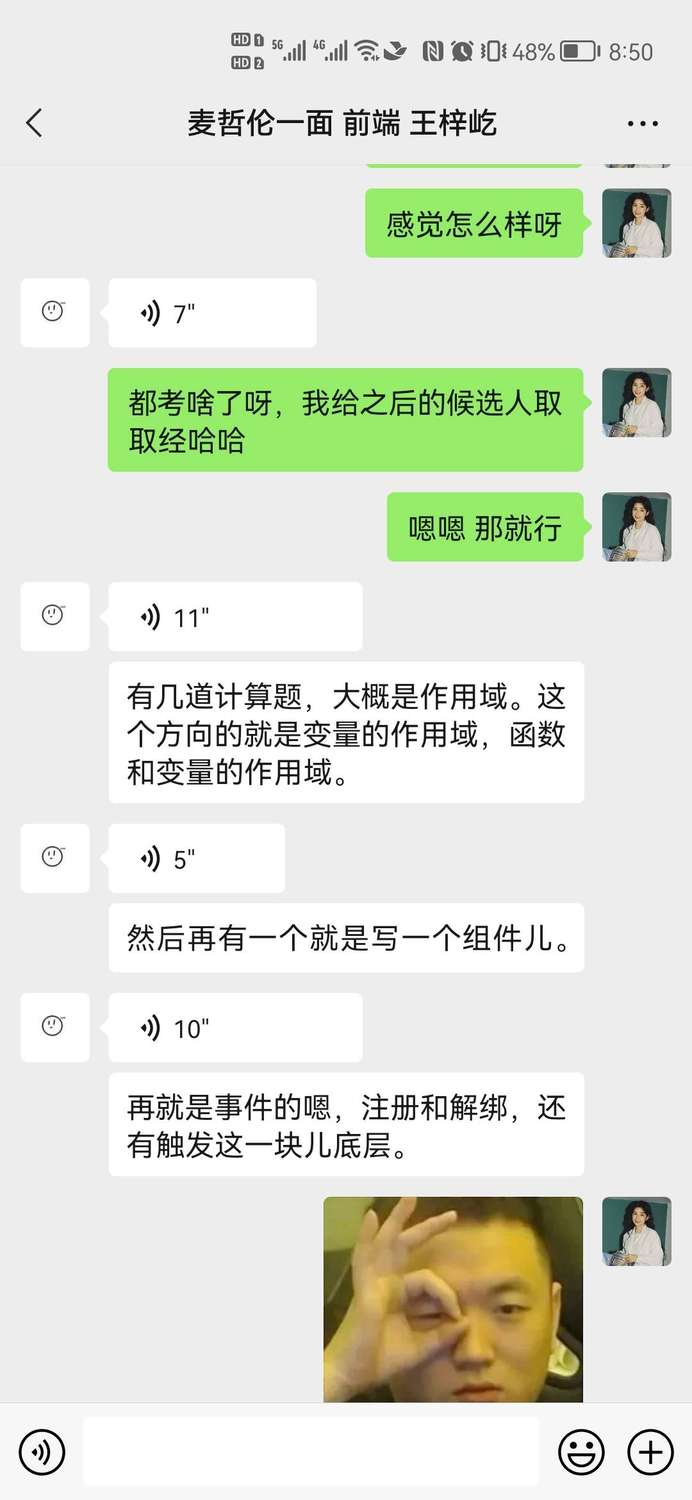 HD 1 5G 4G 48% 8:50
HD 2
麦哲伦一面 前端 王梓屹
感觉怎么样呀
7"
都考啥了呀，我给之后的候选人取
取经哈哈
嗯嗯 那就行
11"
有几道计算题，大概是作用域。这
个方向的就是变量的作用域，函数
和变量的作用域。
5"
然后再有一个就是写一个组件儿。
10"
再就是事件的嗯，注册和解绑，还
有触发这一块儿底层。